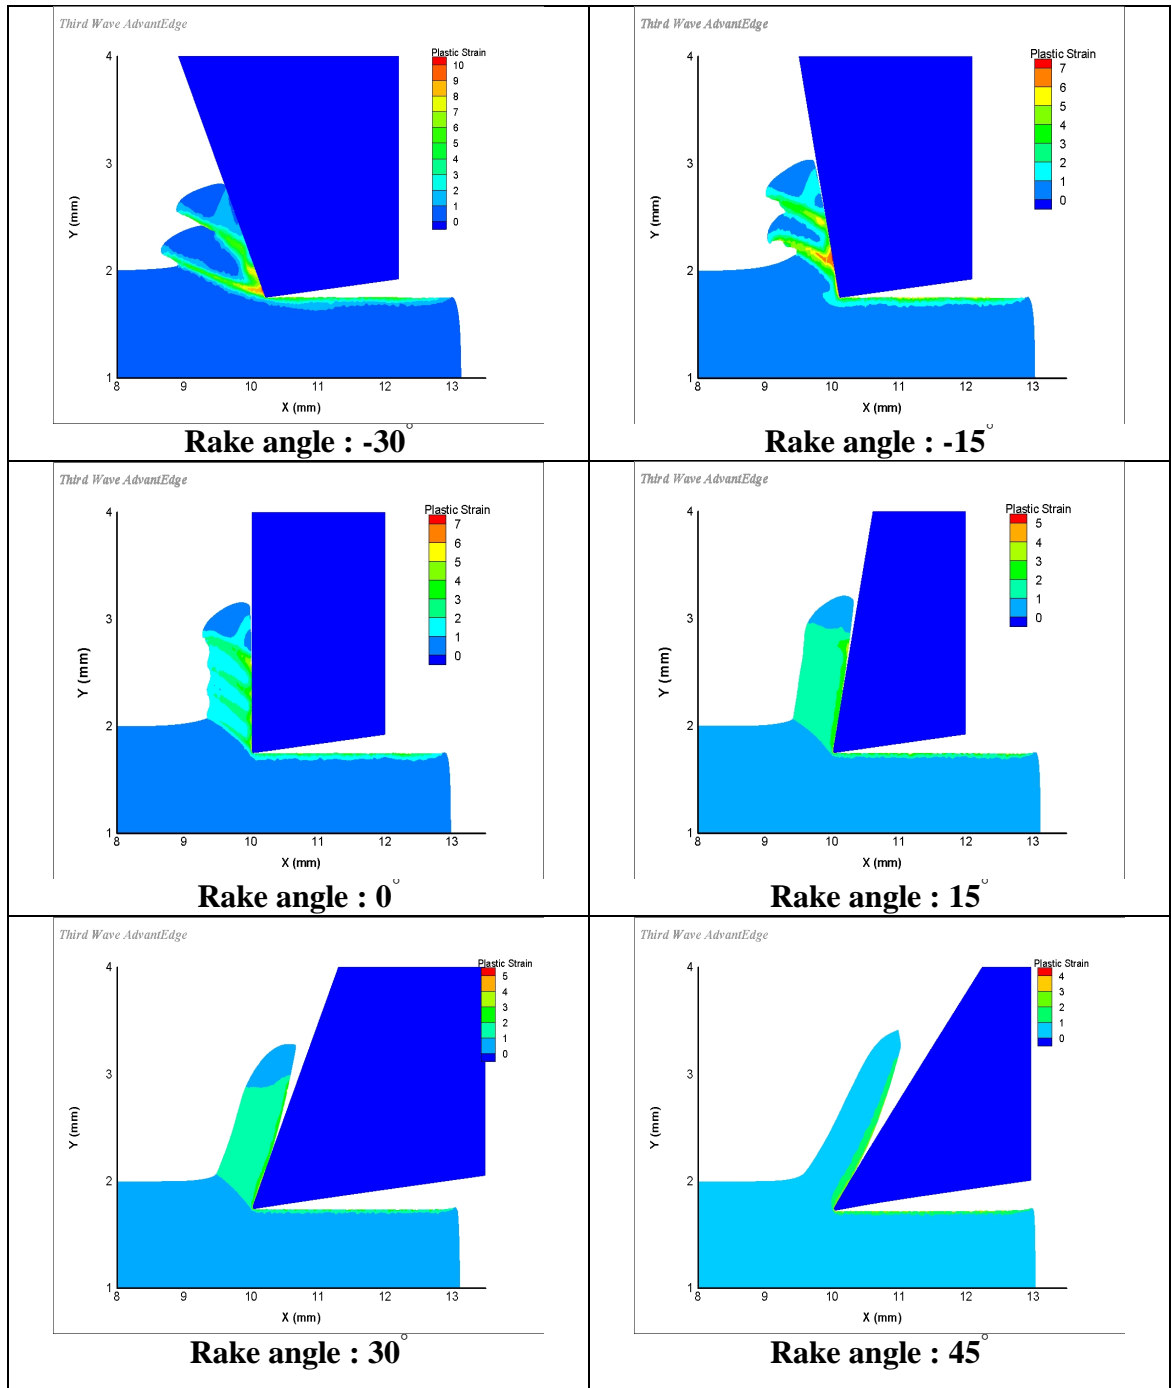 Third Wave AdvantEdge
Plastic Strain
10
9
8
7
6
5
4
3
2
1
0
4
3
2
1
Y (mm)
8 9 10 11 12 13
X (mm)
Rake angle : -30°
Third Wave AdvantEdge
Plastic Strain
7
6
5
4
3
2
1
0
4
3
2
1
Y (mm)
8 9 10 11 12 13
X (mm)
Rake angle : -15°
Third Wave AdvantEdge
Plastic Strain
7
6
5
4
3
2
1
0
4
3
2
1
Y (mm)
8 9 10 11 12 13
X (mm)
Rake angle : 0°
Third Wave AdvantEdge
Plastic Strain
5
4
3
2
1
0
4
3
2
1
Y (mm)
8 9 10 11 12 13
X (mm)
Rake angle : 15°
Third Wave AdvantEdge
Plastic Strain
5
4
3
2
1
0
4
3
2
1
Y (mm)
8 9 10 11 12 13
X (mm)
Rake angle : 30°
Third Wave AdvantEdge
Plastic Strain
4
3
2
1
0
4
3
2
1
Y (mm)
8 9 10 11 12 13
X (mm)
Rake angle : 45°